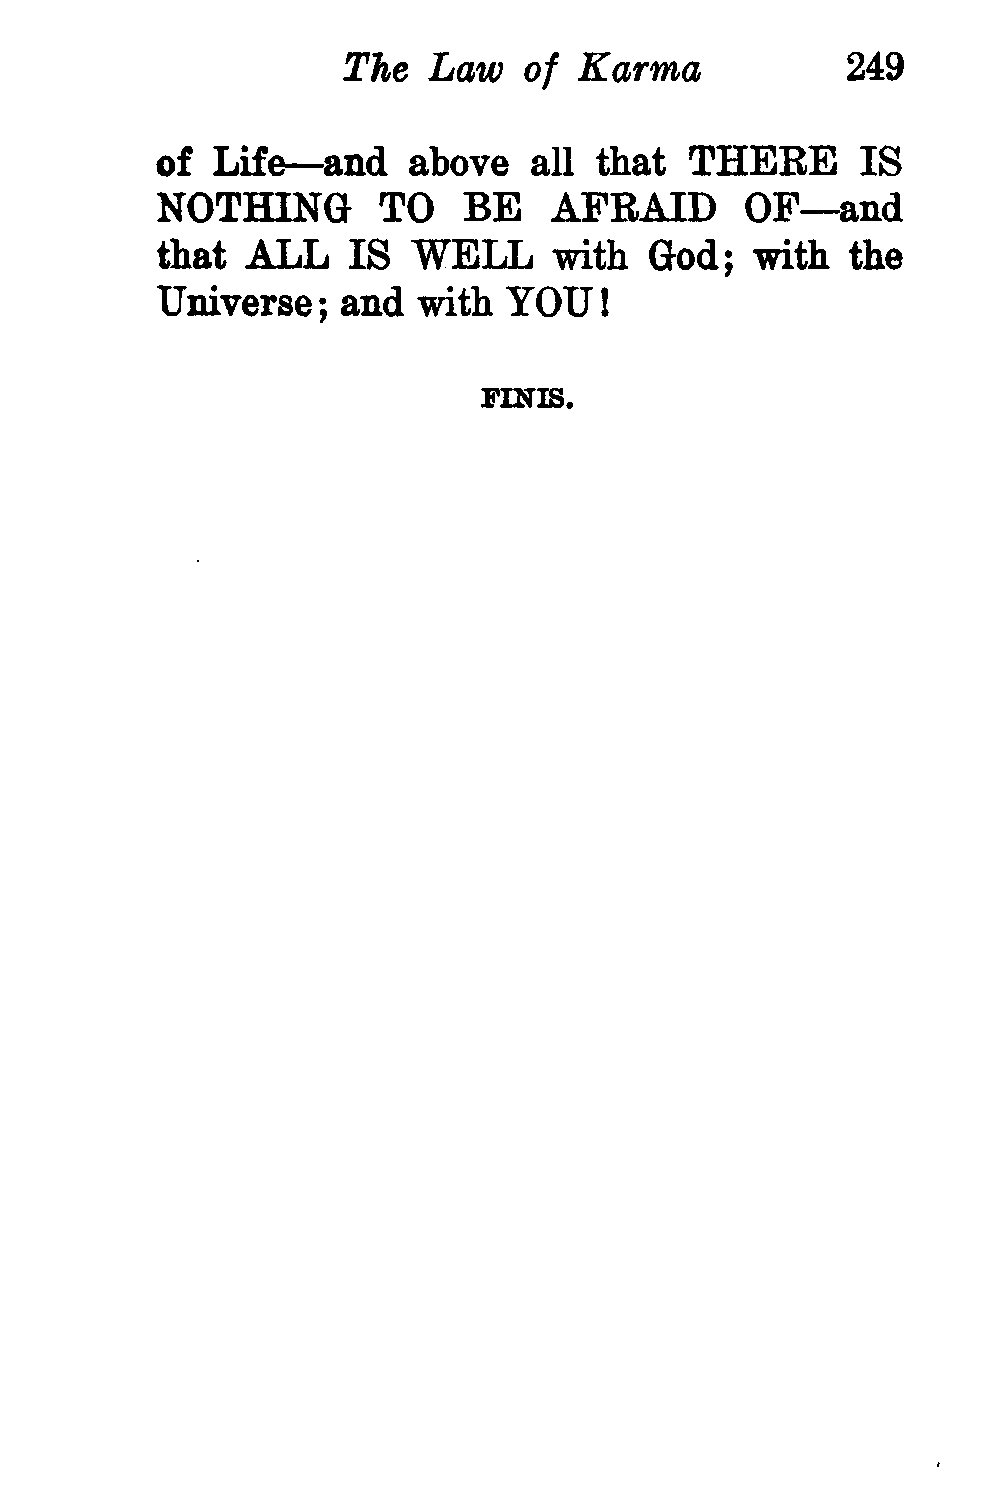 The Law of Karma 249
of Life—and above all that THERE IS
NOTHING TO BE AFRAID OF—and
that ALL IS WELL with God; with the
Universe; and with YOU!
FINIS.